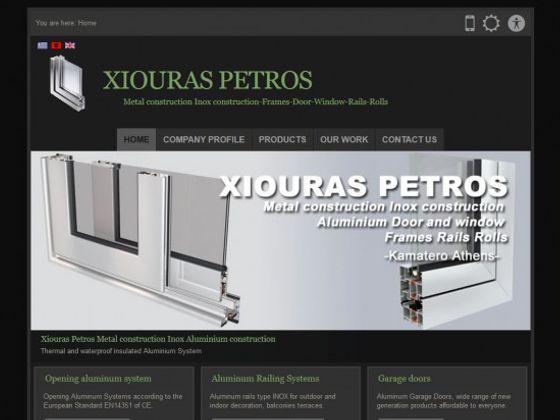 You are here: Home
XIOURAS PETROS
Metal construction Inox construction-Frames-Door-Window-Rails-Rolls
HOME COMPANY PROFILE PRODUCTS OUR WORK CONTACT US
XIOURAS PETROS
Metal construction Inox construction
Aluminium Door and window
Frames Rails Rolls
-Kamatero Athens-
Xiouras Petros Metal construction Inox Aluminium construction
Thermal and waterproof insulated Aluminium System
Opening aluminum system
Opening Aluminum Systems according to the
European Standard EN14351 of CE.
Aluminum Railing Systems
Aluminum rails type INOX for outdoor and
indoor decoration, balconies terraces.
Garage doors
Aluminum Garage Doors, wide range of new
generation products affordable to everyone.